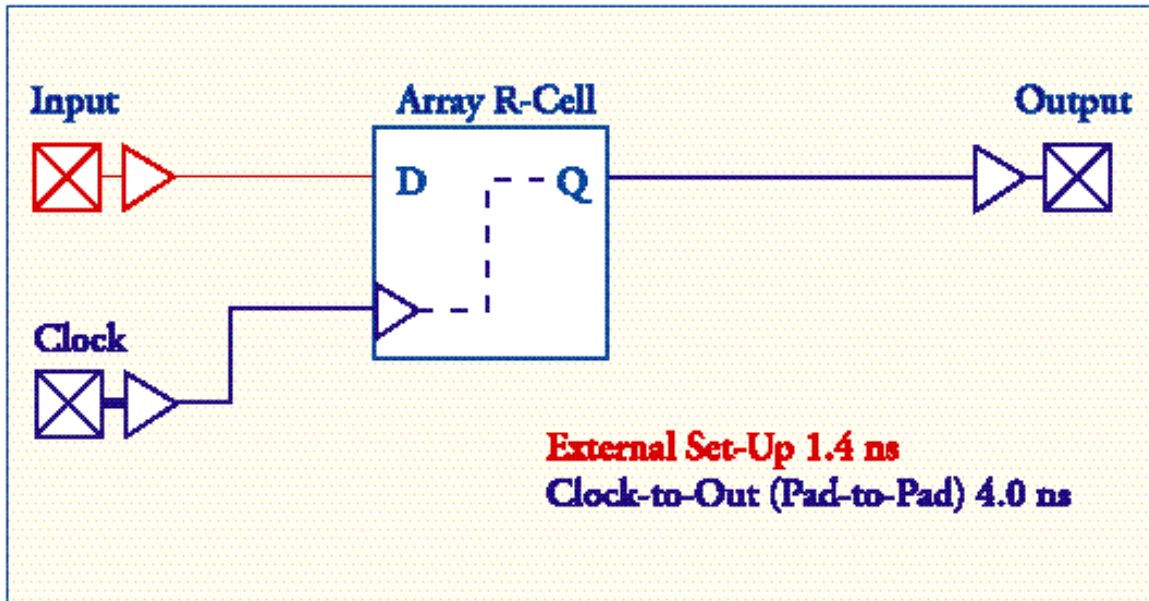 Input
Array R-Cell
Output
D
Q
Clock
External Set-Up 1.4 ns
Clock-to-Out (Pad-to-Pad) 4.0 ns